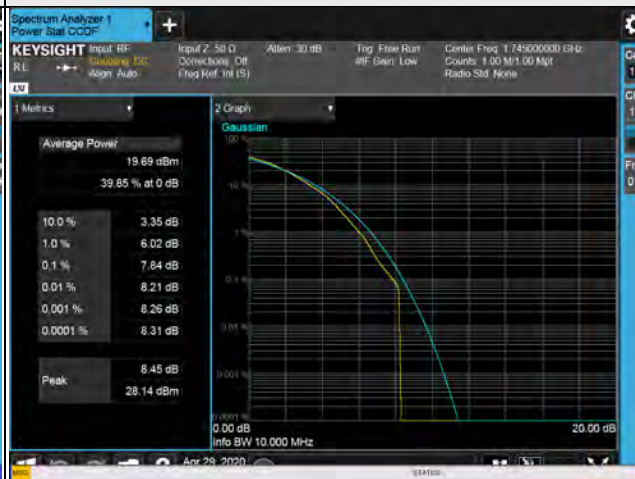 Spectrum Analyzer 1
Power Stat CCDF
+
KEYSIGHT Input: RF Input Z: 50 Ω Atten: 30 dB Trig: Free Run Center Freq: 1.745000000 GHz
RL Coupling: DC Corrections: Off #IF Gain: Low Counts: 1.00 M/1.00 Mpt
Align: Auto Freq Ref: Int (S) Radio Std: None
LXI
1 Metrics 2 Graph
Gaussian
Average Power
19.69 dBm
39.85 % at 0 dB
10.0 % 3.35 dB
1.0 % 6.02 dB
0.1 % 7.84 dB
0.01 % 8.21 dB
0.001 % 8.26 dB
0.0001 % 8.31 dB
Peak 8.45 dB
28.14 dBm
100 %
10 %
1 %
0.1 %
0.01 %
0.001 %
0.0001 %
0.00 dB 20.00 dB
Info BW 10.000 MHz
Apr 29, 2020
MSG STATUS